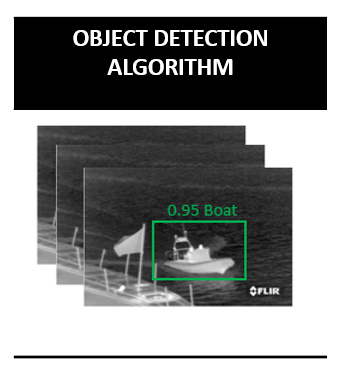 OBJECT DETECTION
ALGORITHM
0.95 Boat
FLIR